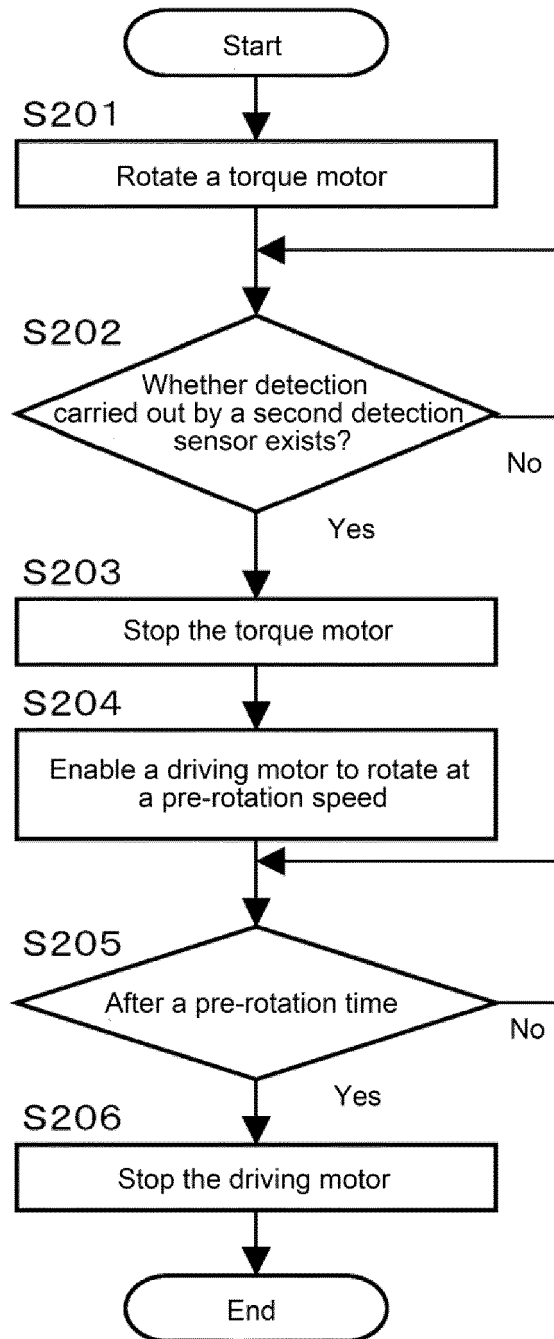 Start
S201
Rotate a torque motor
S202
Whether detection
carried out by a second detection
sensor exists?
No
Yes
S203
Stop the torque motor
S204
Enable a driving motor to rotate at
a pre-rotation speed
S205
After a pre-rotation time
No
Yes
S206
Stop the driving motor
End